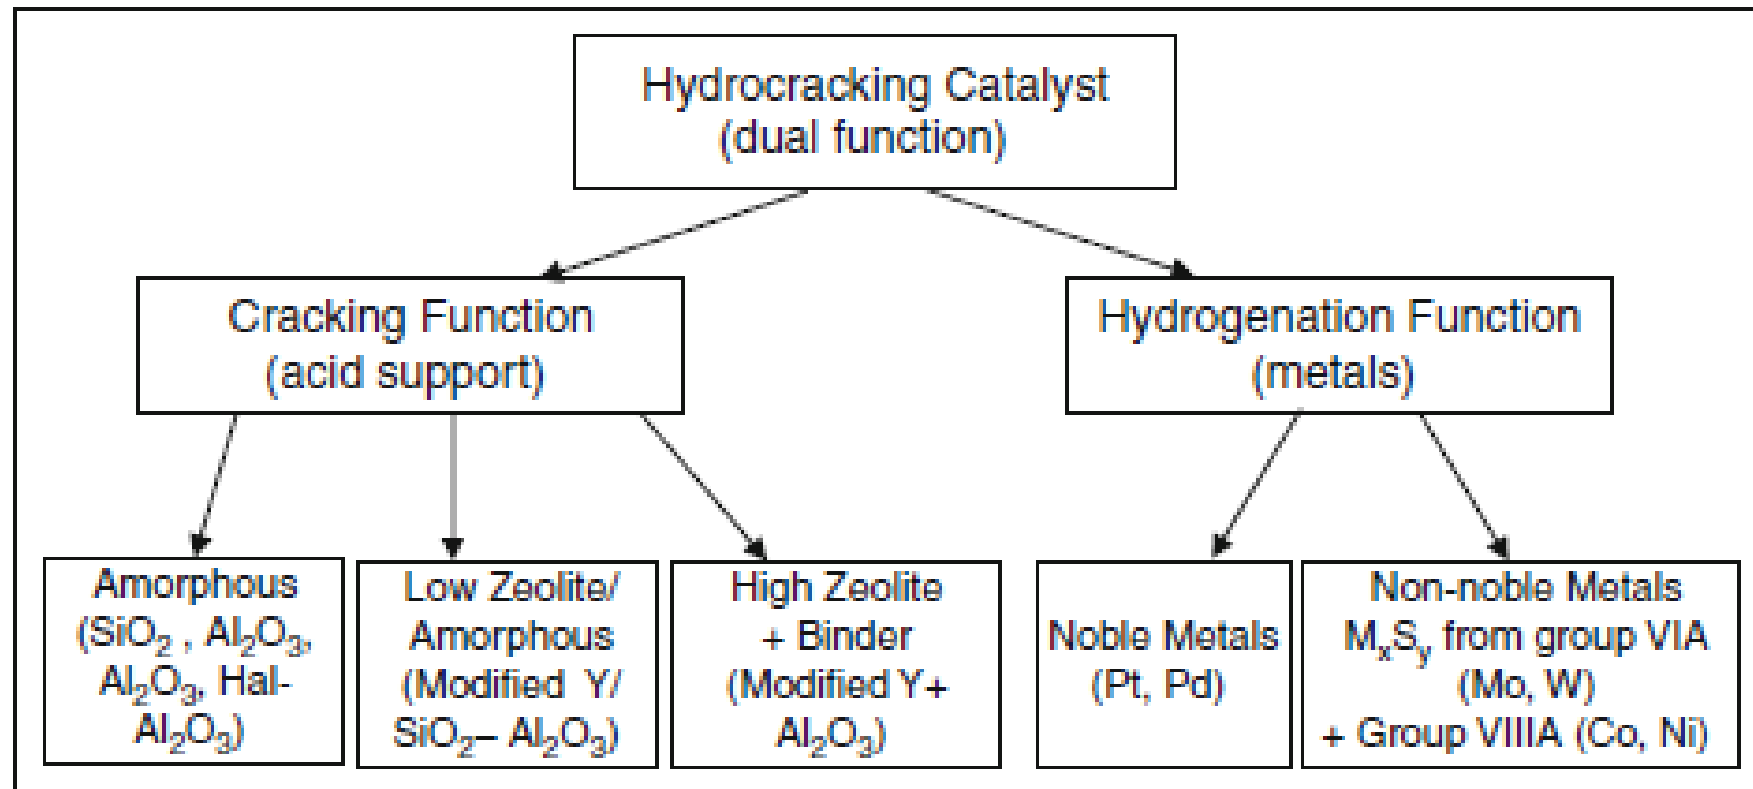 Hydrocracking Catalyst
(dual function)
Cracking Function
(acid support)
Hydrogenation Function
(metals)
Amorphous
(SiO₂ , Al₂O₃,
Al₂O₃, Hal-
Al₂O₃)
Low Zeolite/
Amorphous
(Modified Y/
SiO₂– Al₂O₃)
High Zeolite
+ Binder
(Modified Y+
Al₂O₃)
Noble Metals
(Pt, Pd)
Non-noble Metals
MₓSᵧ from group VIA
(Mo, W)
+ Group VIIIA (Co, Ni)